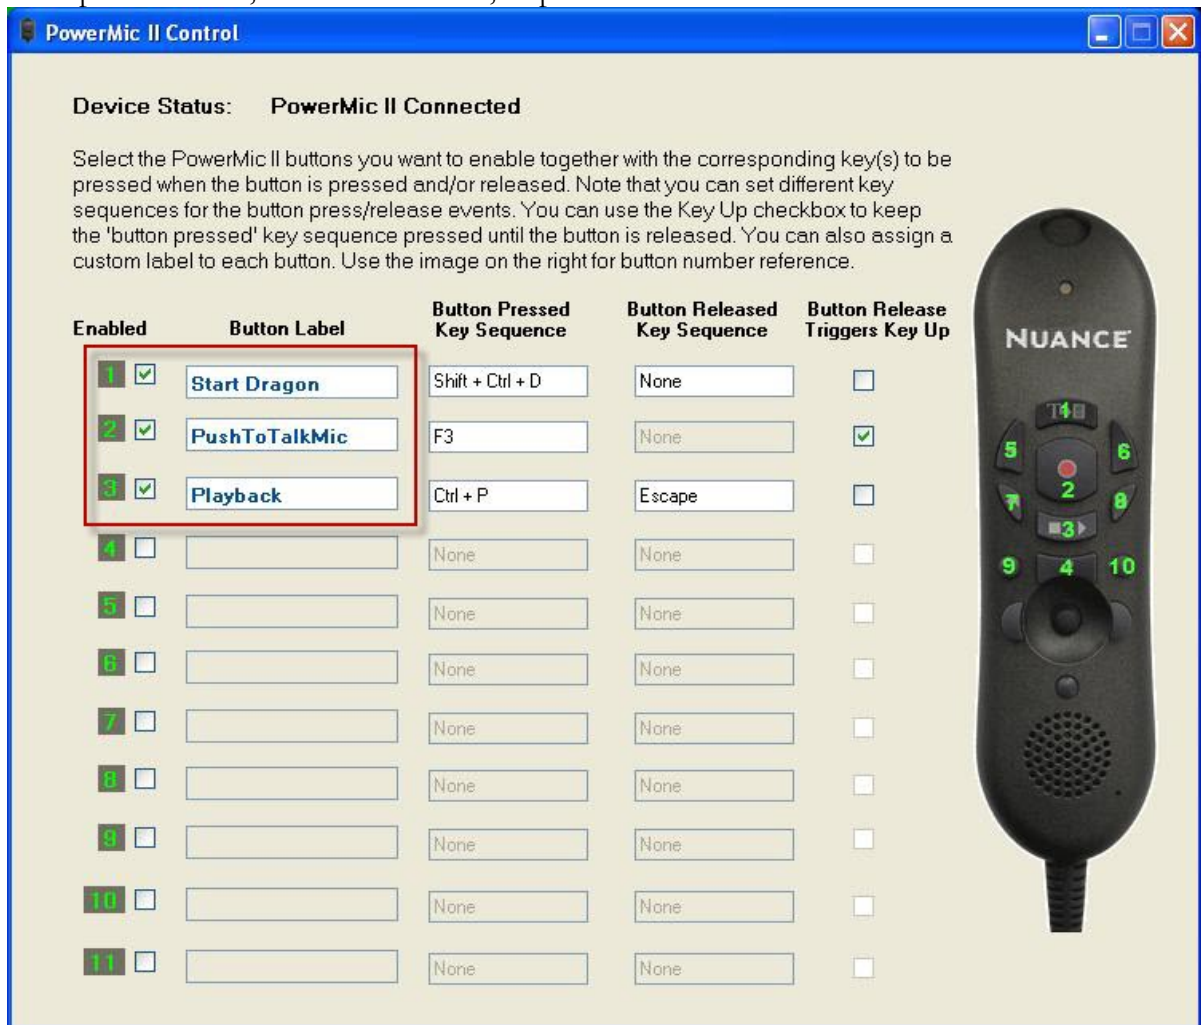 PowerMic II Control
Device Status: PowerMic II Connected
Select the PowerMic II buttons you want to enable together with the corresponding key(s) to be
pressed when the button is pressed and/or released. Note that you can set different key
sequences for the button press/release events. You can use the Key Up checkbox to keep
the 'button pressed' key sequence pressed until the button is released. You can also assign a
custom label to each button. Use the image on the right for button number reference.
Enabled Button Label Button Pressed Key Sequence Button Released Key Sequence Button Release Triggers Key Up
1 Start Dragon Shift + Ctrl + D None
2 PushToTalkMic F3 None
3 Playback Ctrl + P Escape
4 None None
5 None None
6 None None
7 None None
8 None None
9 None None
10 None None
11 None None
NUANCE
1
5 6
2
7 8
3
9 4 10